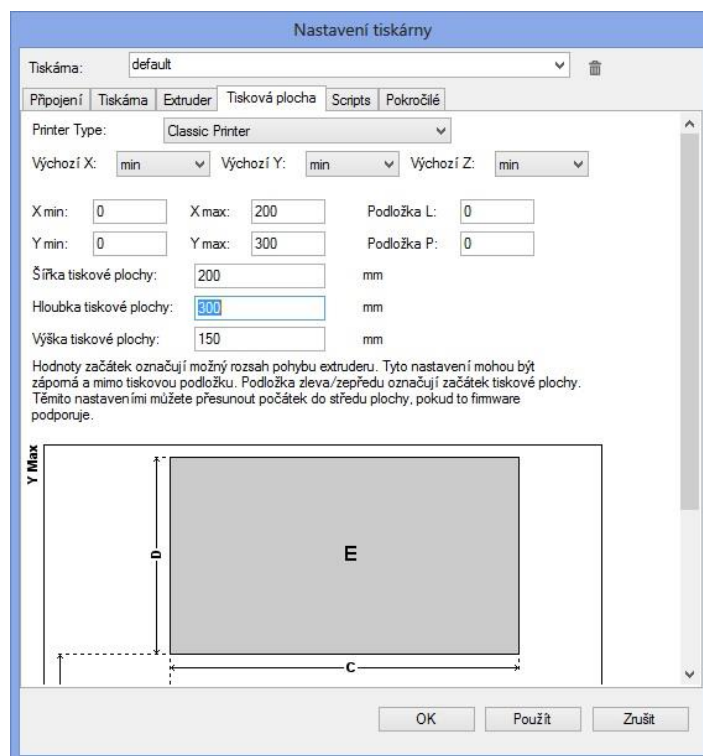 Nastavení tiskárny
Tiskárna: default
Připojení Tiskárna Extruder Tisková plocha Scripts Pokročilé
Printer Type: Classic Printer
Výchozí X: min Výchozí Y: min Výchozí Z: min
X min: 0 X max: 200 Podložka L: 0
Y min: 0 Y max: 300 Podložka P: 0
Šířka tiskové plochy: 200 mm
Hloubka tiskové plochy: 300 mm
Výška tiskové plochy: 150 mm
Hodnoty začátek označují možný rozsah pohybu extruderu. Tyto nastavení mohou být
záporná a mimo tiskovou podložku. Podložka zleva/zepředu označují začátek tiskové plochy.
Těmito nastaveními můžete přesunout počátek do středu plochy, pokud to firmware
podporuje.
Y Max
D
E
C
OK Použít Zrušit